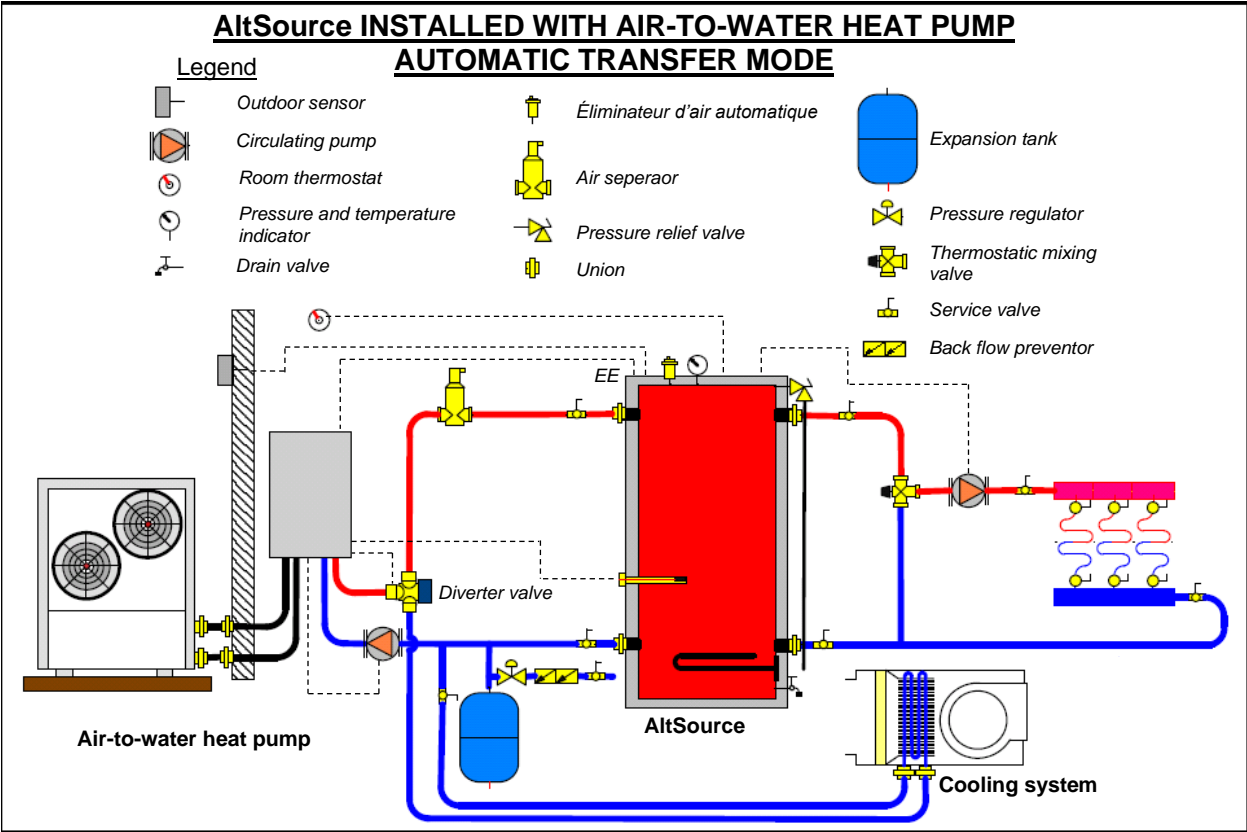 AltSource INSTALLED WITH AIR-TO-WATER HEAT PUMP
AUTOMATIC TRANSFER MODE
Legend
Outdoor sensor
Circulating pump
Room thermostat
Pressure and temperature
indicator
Drain valve
Éliminateur d'air automatique
Air seperaor
Pressure relief valve
Union
Expansion tank
Pressure regulator
Thermostatic mixing
valve
Service valve
Back flow preventor
EE
Diverter valve
AltSource
Air-to-water heat pump
Cooling system